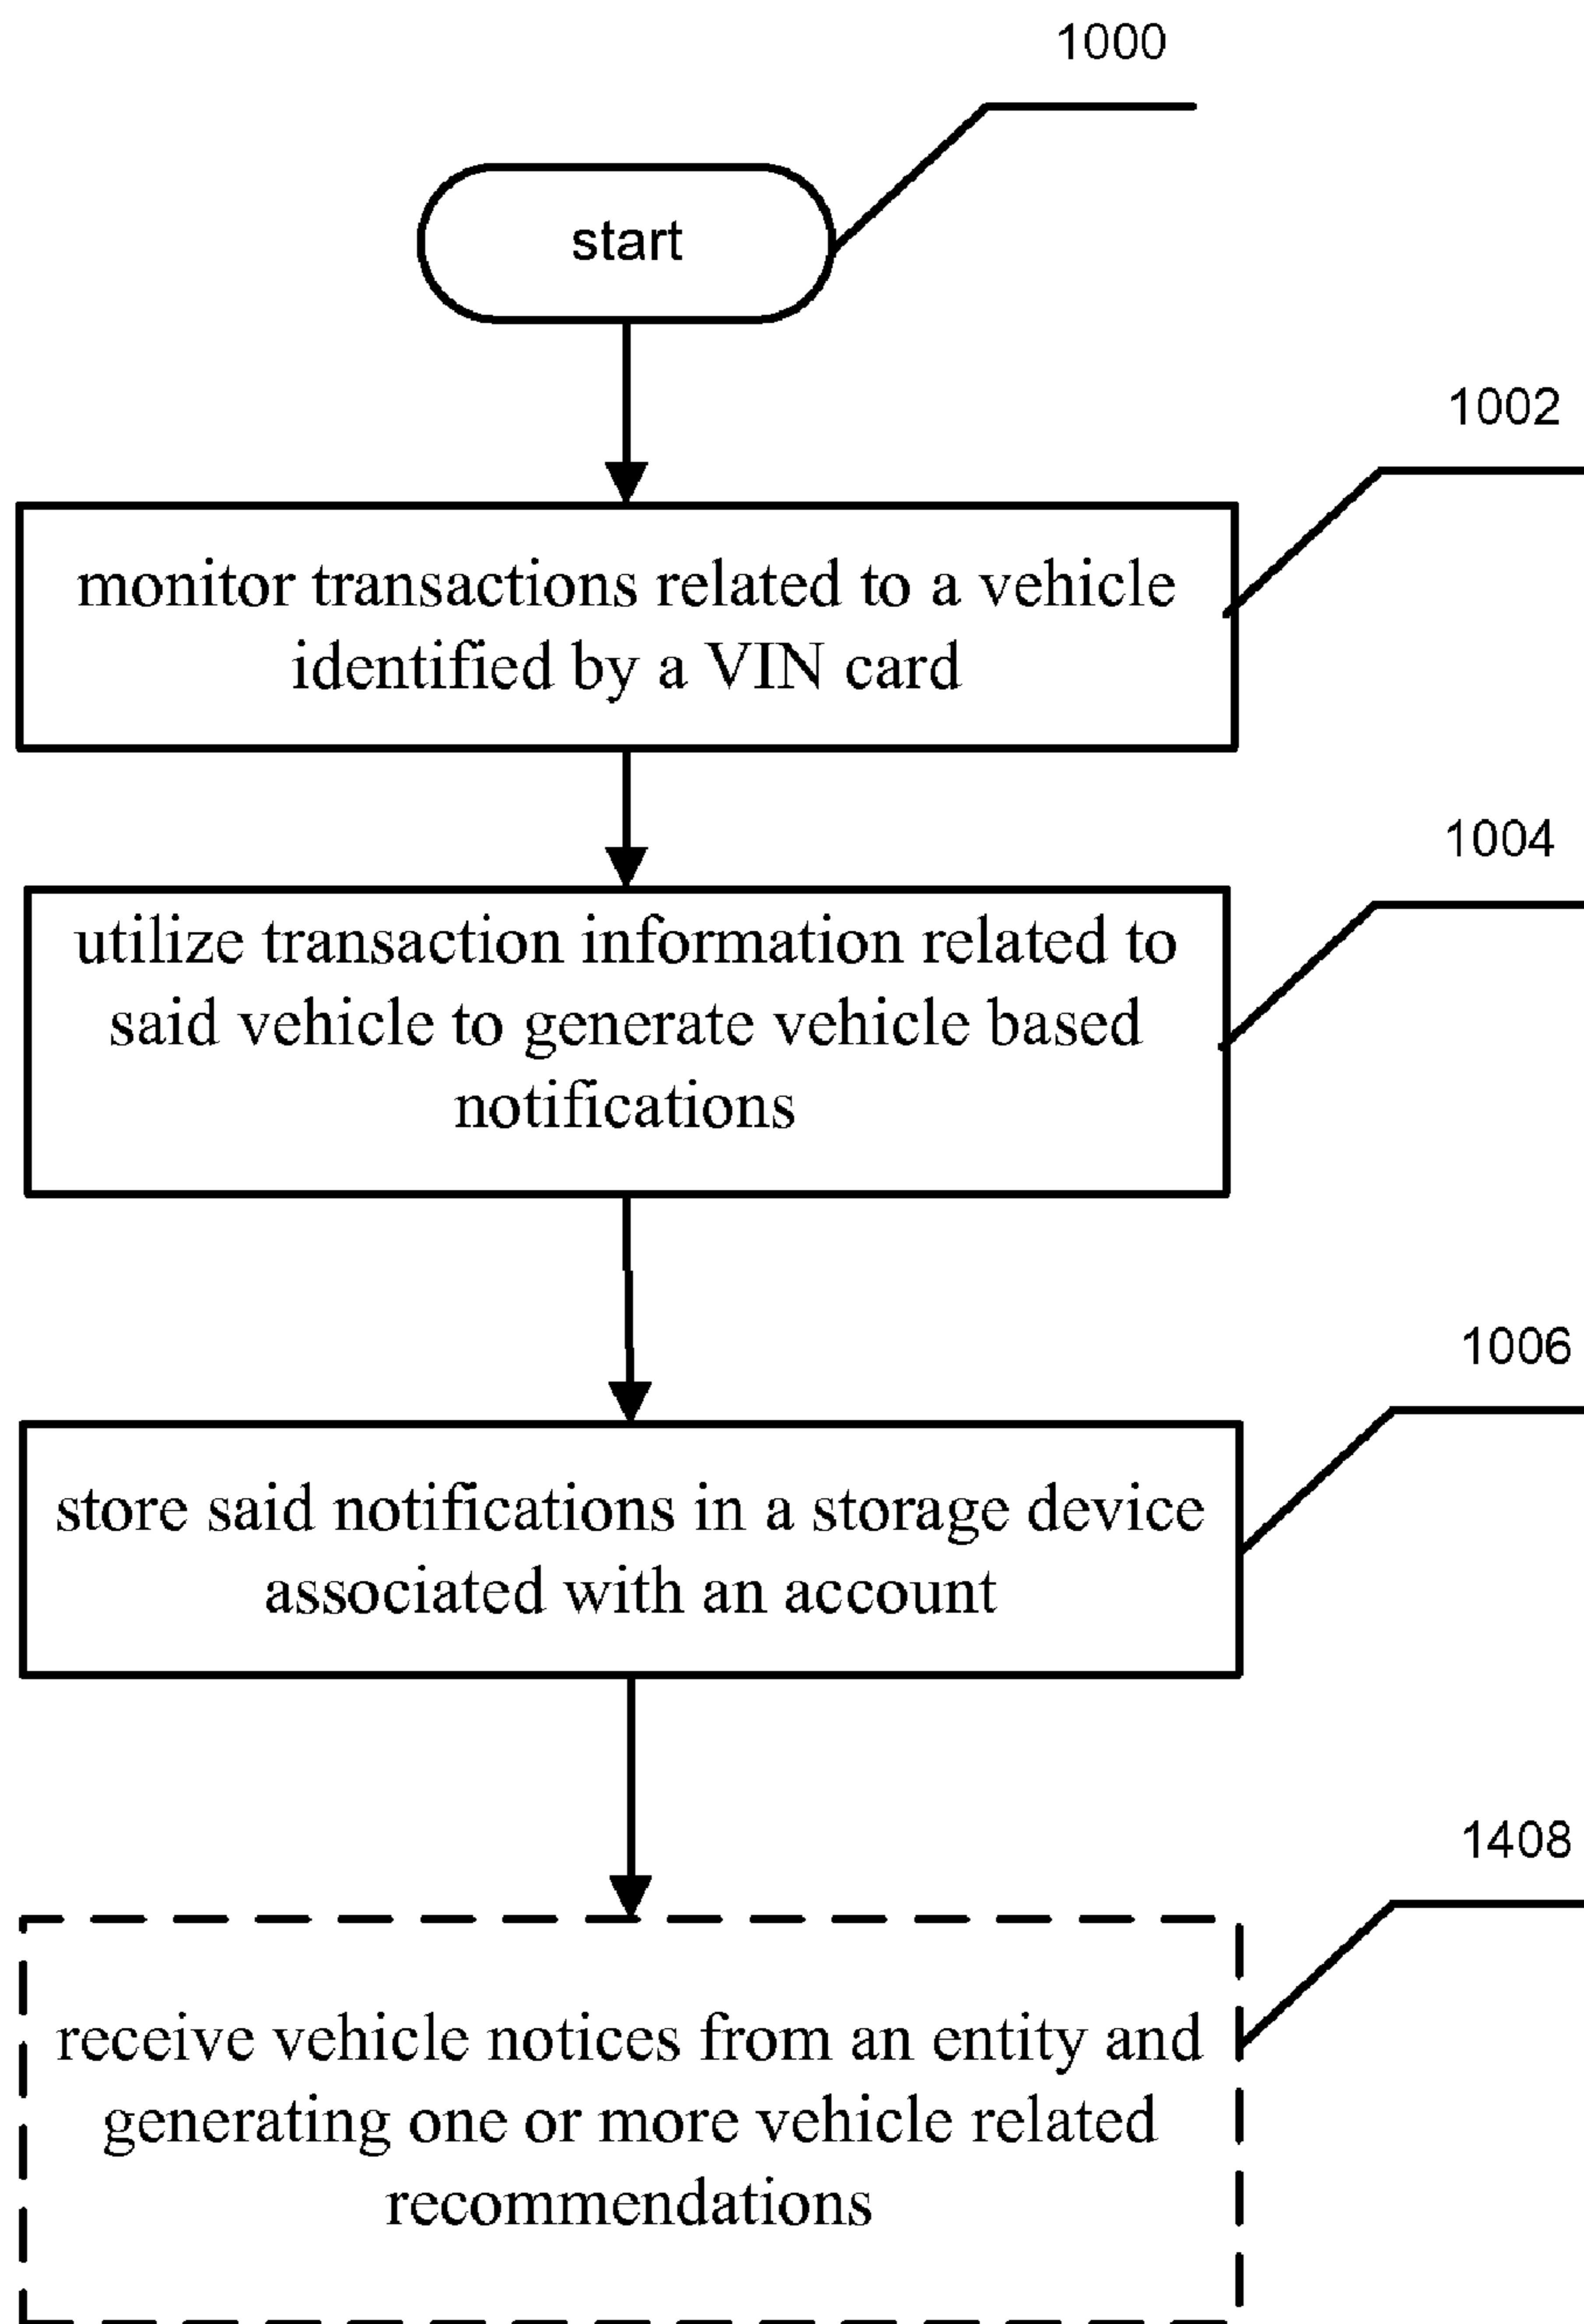 1000
start
1002
monitor transactions related to a vehicle
identified by a VIN card
1004
utilize transaction information related to
said vehicle to generate vehicle based
notifications
1006
store said notifications in a storage device
associated with an account
1408
receive vehicle notices from an entity and
generating one or more vehicle related
recommendations